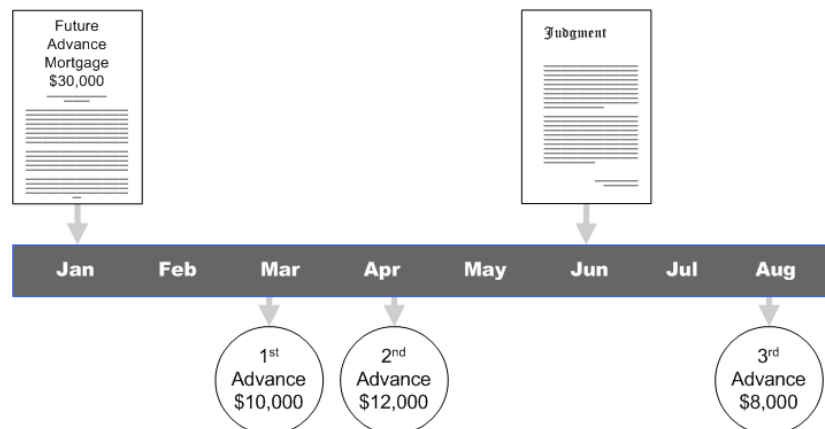 Future
Advance
Mortgage
$30,000
Judgment
Jan Feb Mar Apr May Jun Jul Aug
1st
Advance
$10,000
2nd
Advance
$12,000
3rd
Advance
$8,000